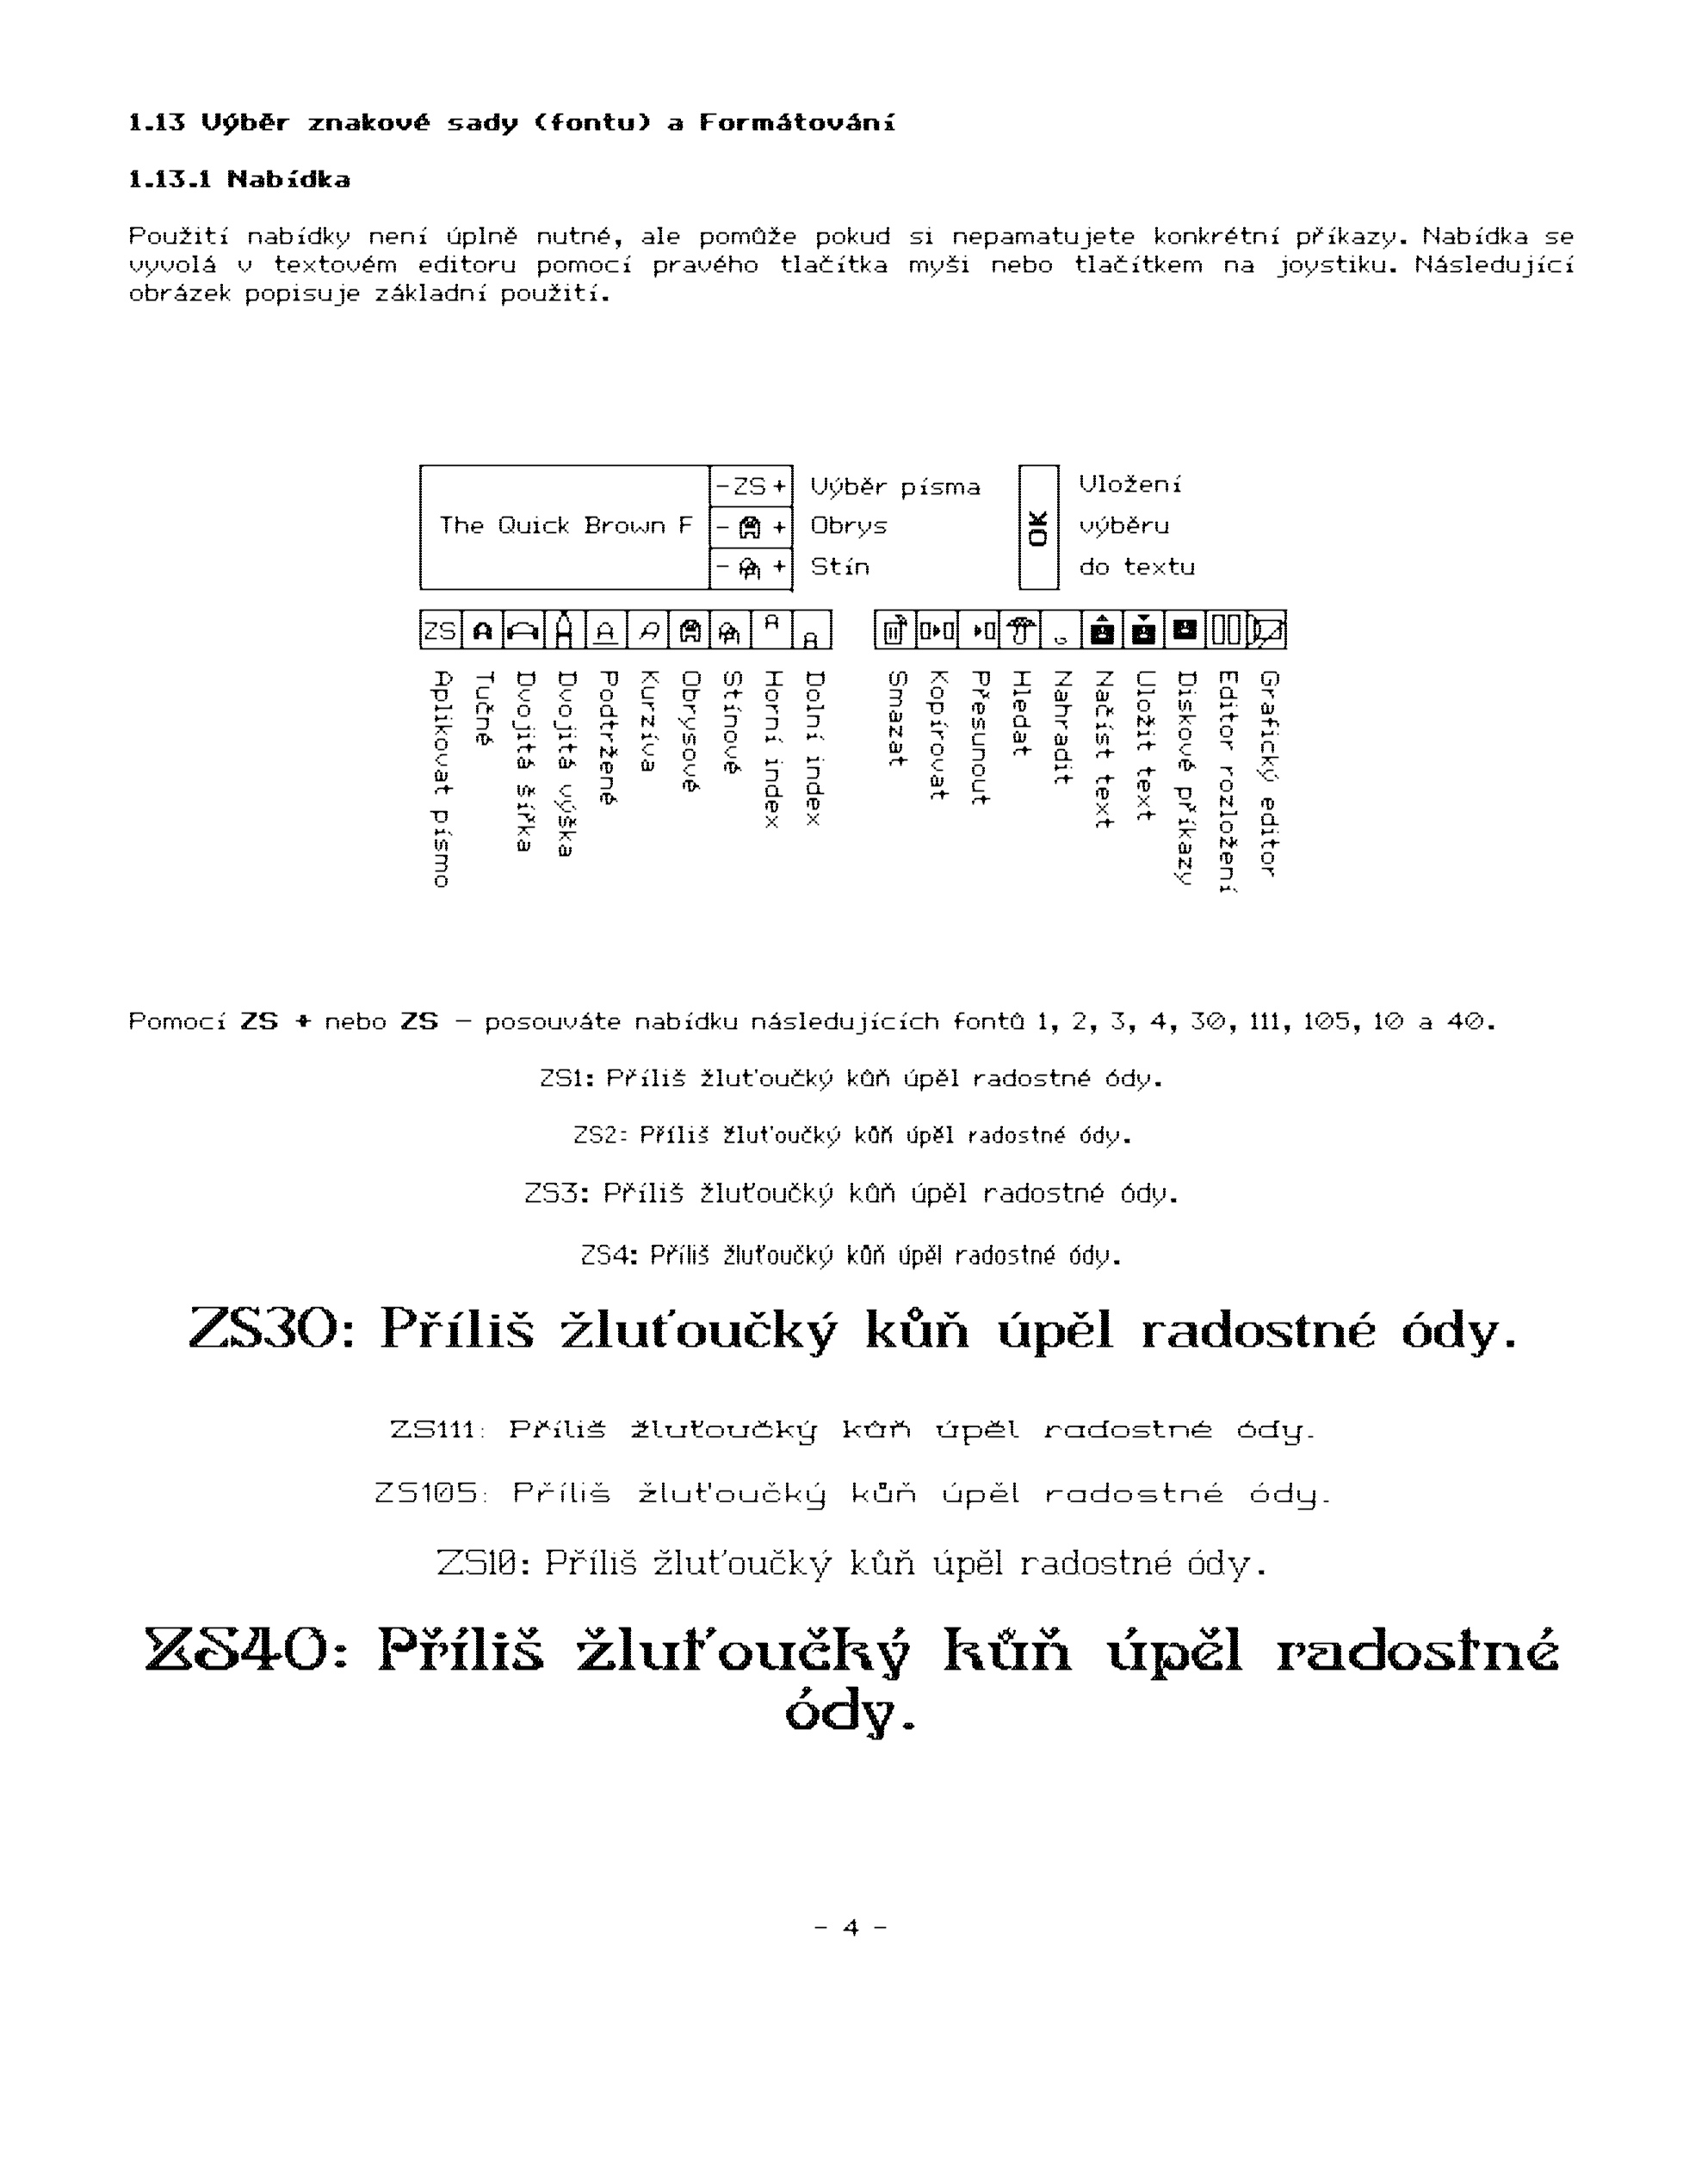 1.13 Výběr znakové sady (fontu) a Formátování
1.13.1 Nabídka
Použití nabídky není úplně nutné, ale pomůže pokud si nepamatujete konkrétní příkazy. Nabídka se
vyvolá v textovém editoru pomocí pravého tlačítka myši nebo tlačítkem na joystiku. Následující
obrázek popisuje základní použití.
-ZS+ Výběr písma
The Quick Brown F
- A + Obrys
- A + Stín
OK
Uložení
výběru
do textu
ZS A A A A A A A A A
Aplikovat písmo
Tučné
Dvojitá šířka
Dvojitá výška
Podtržené
Kurzíva
Obrysové
Stínové
Horní index
Dolní index
Smazat
Kopírovat
Přesunout
Hledat
Nahradit
Načíst text
Uložit text
Diskové příkazy
Editor rozložení
Grafický editor
Pomocí ZS + nebo ZS - posouváte nabídku následujících fontů 1, 2, 3, 4, 30, 111, 105, 10 a 40.
ZS1: Příliš žluťoučký kůň úpěl radostné ódy.
ZS2: Příliš žluťoučký kůň úpěl radostné ódy.
ZS3: Příliš žluťoučký kůň úpěl radostné ódy.
ZS4: Příliš žluťoučký kůň úpěl radostné ódy.
ZS30: Příliš žluťoučký kůň úpěl radostné ódy.
ZS111: Příliš žluťoučký kůň úpěl radostné ódy.
ZS105: Příliš žluťoučký kůň úpěl radostné ódy.
ZS10: Příliš žluťoučký kůň úpěl radostné ódy.
ZS40: Příliš žluťoučký kůň úpěl radostné
ódy.
- 4 -